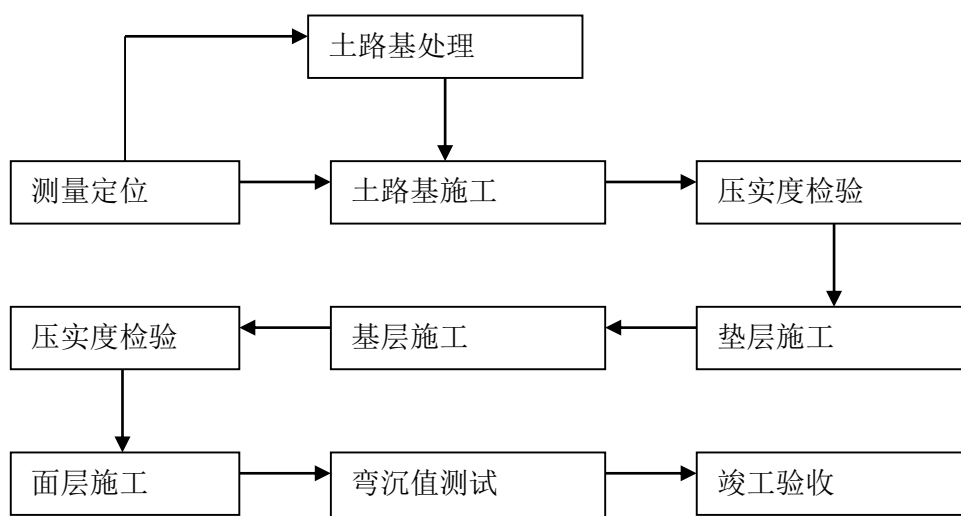 土路基处理
测量定位
土路基施工
压实度检验
压实度检验
基层施工
垫层施工
面层施工
弯沉值测试
竣工验收